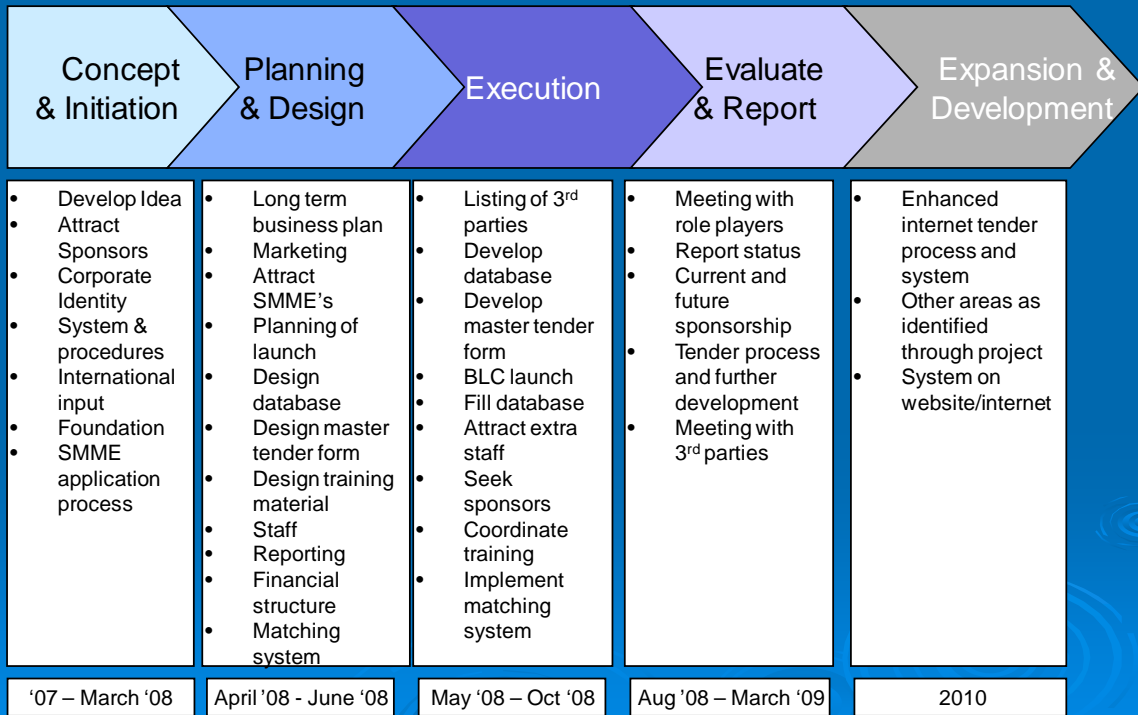 Concept
& Initiation
Planning
& Design
Execution
Evaluate
& Report
Expansion &
Development
• Develop Idea
• Attract
Sponsors
• Corporate
Identity
• System &
procedures
• International
input
• Foundation
• SMME
application
process
• Long term
business plan
• Marketing
• Attract
SMME's
• Planning of
launch
• Design
database
• Design master
tender form
• Design training
material
• Staff
• Reporting
• Financial
structure
• Matching
system
• Listing of 3rd
parties
• Develop
database
• Develop
master tender
form
• BLC launch
• Fill database
• Attract extra
staff
• Seek
sponsors
• Coordinate
training
• Implement
matching
system
• Meeting with
role players
• Report status
• Current and
future
sponsorship
• Tender process
and further
development
• Meeting with
3rd parties
• Enhanced
internet tender
process and
system
• Other areas as
identified
through project
• System on
website/internet
‘07 – March ‘08
April ’08 - June ‘08
May ‘08 – Oct ‘08
Aug ’08 – March ‘09
2010